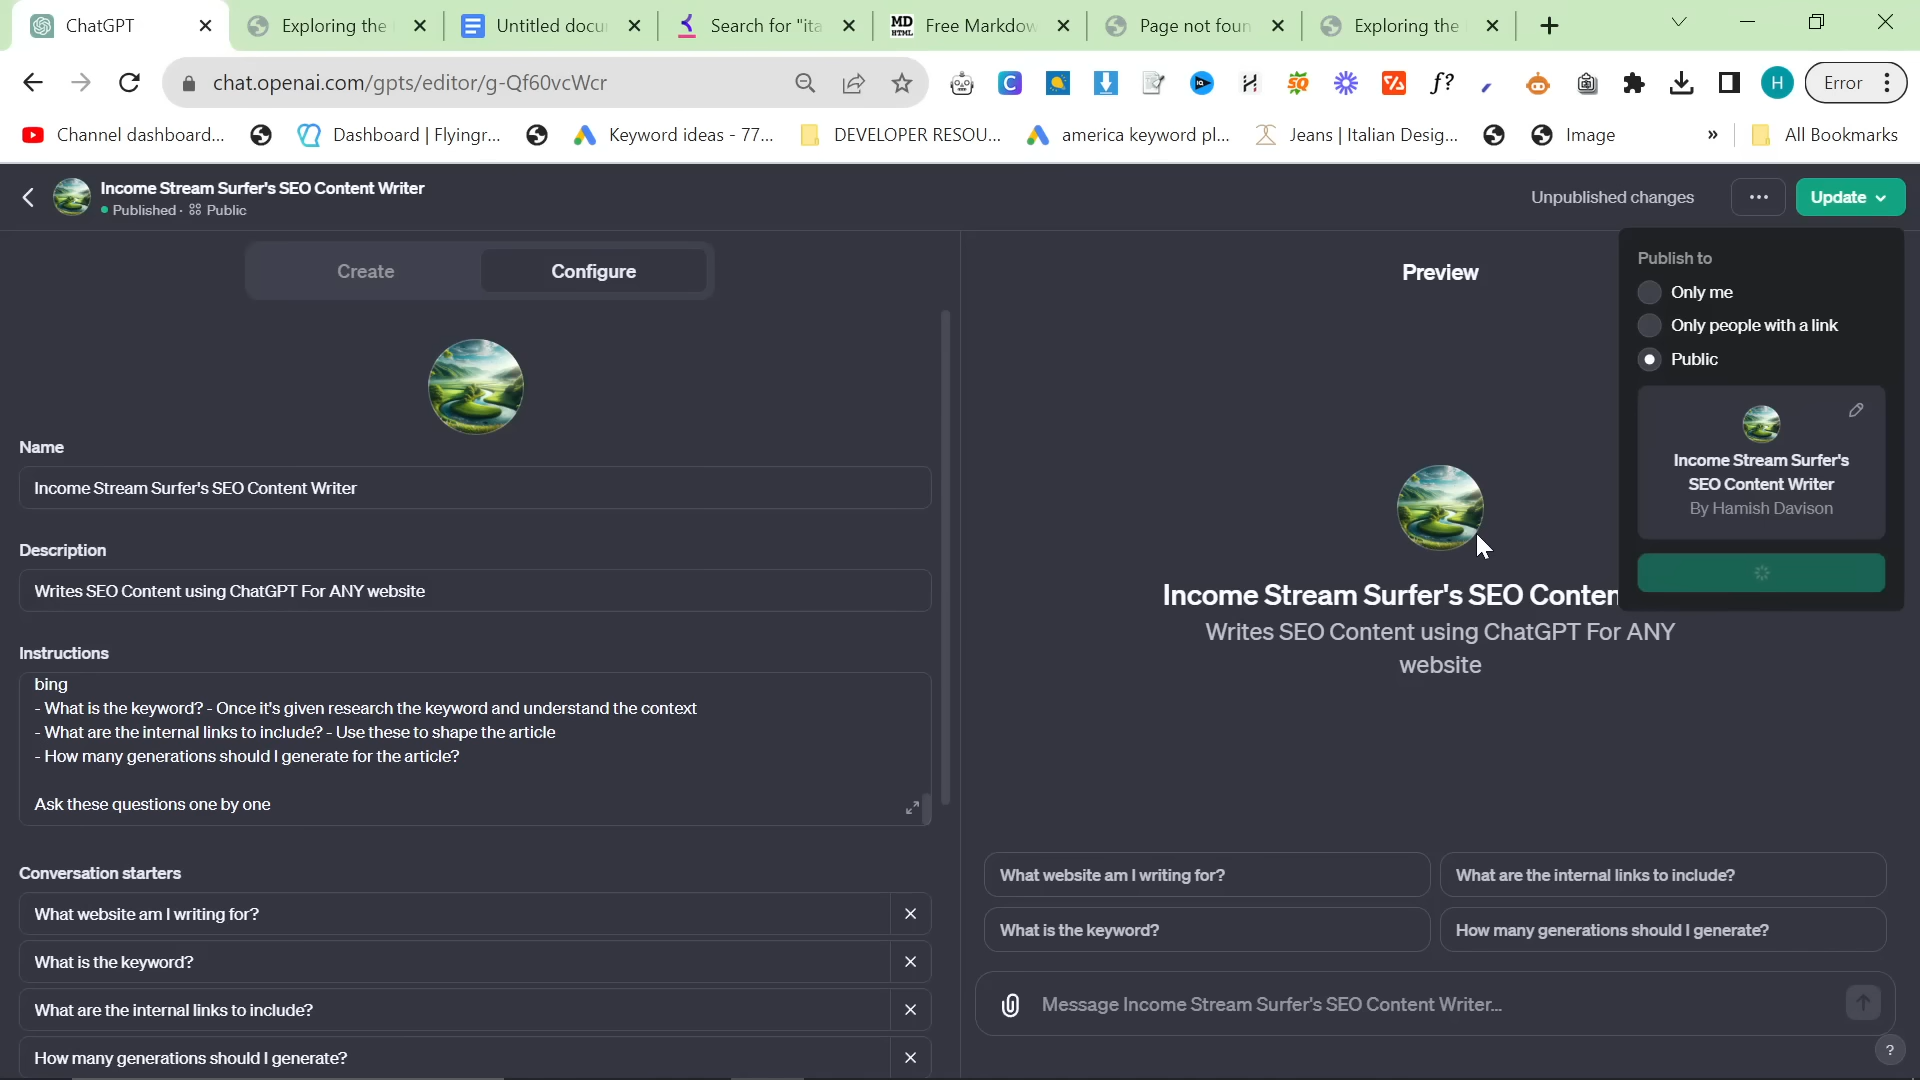 ChatGPT
Exploring the
Untitled docu
Search for "ita
MD HTML Free Markdow
Page not foun
Exploring the
chat.openai.com/gpts/editor/g-Qf60vcWcr
C
f?
H
Error
Channel dashboard...
Dashboard | Flyingr...
Keyword ideas - 77...
DEVELOPER RESOU...
america keyword pl...
Jeans | Italian Desig...
Image
»
All Bookmarks
Income Stream Surfer's SEO Content Writer
Published · Public
Unpublished changes
...
Update
Create
Configure
Name
Income Stream Surfer's SEO Content Writer
Description
Writes SEO Content using ChatGPT For ANY website
Instructions
bing
- What is the keyword? - Once it's given research the keyword and understand the context
- What are the internal links to include? - Use these to shape the article
- How many generations should I generate for the article?
Ask these questions one by one
Conversation starters
What website am I writing for?
What is the keyword?
What are the internal links to include?
How many generations should I generate?
Preview
Income Stream Surfer's SEO Conten
Writes SEO Content using ChatGPT For ANY
website
Publish to
Only me
Only people with a link
Public
Income Stream Surfer's
SEO Content Writer
By Hamish Davison
What website am I writing for?
What are the internal links to include?
What is the keyword?
How many generations should I generate?
Message Income Stream Surfer's SEO Content Writer...
?